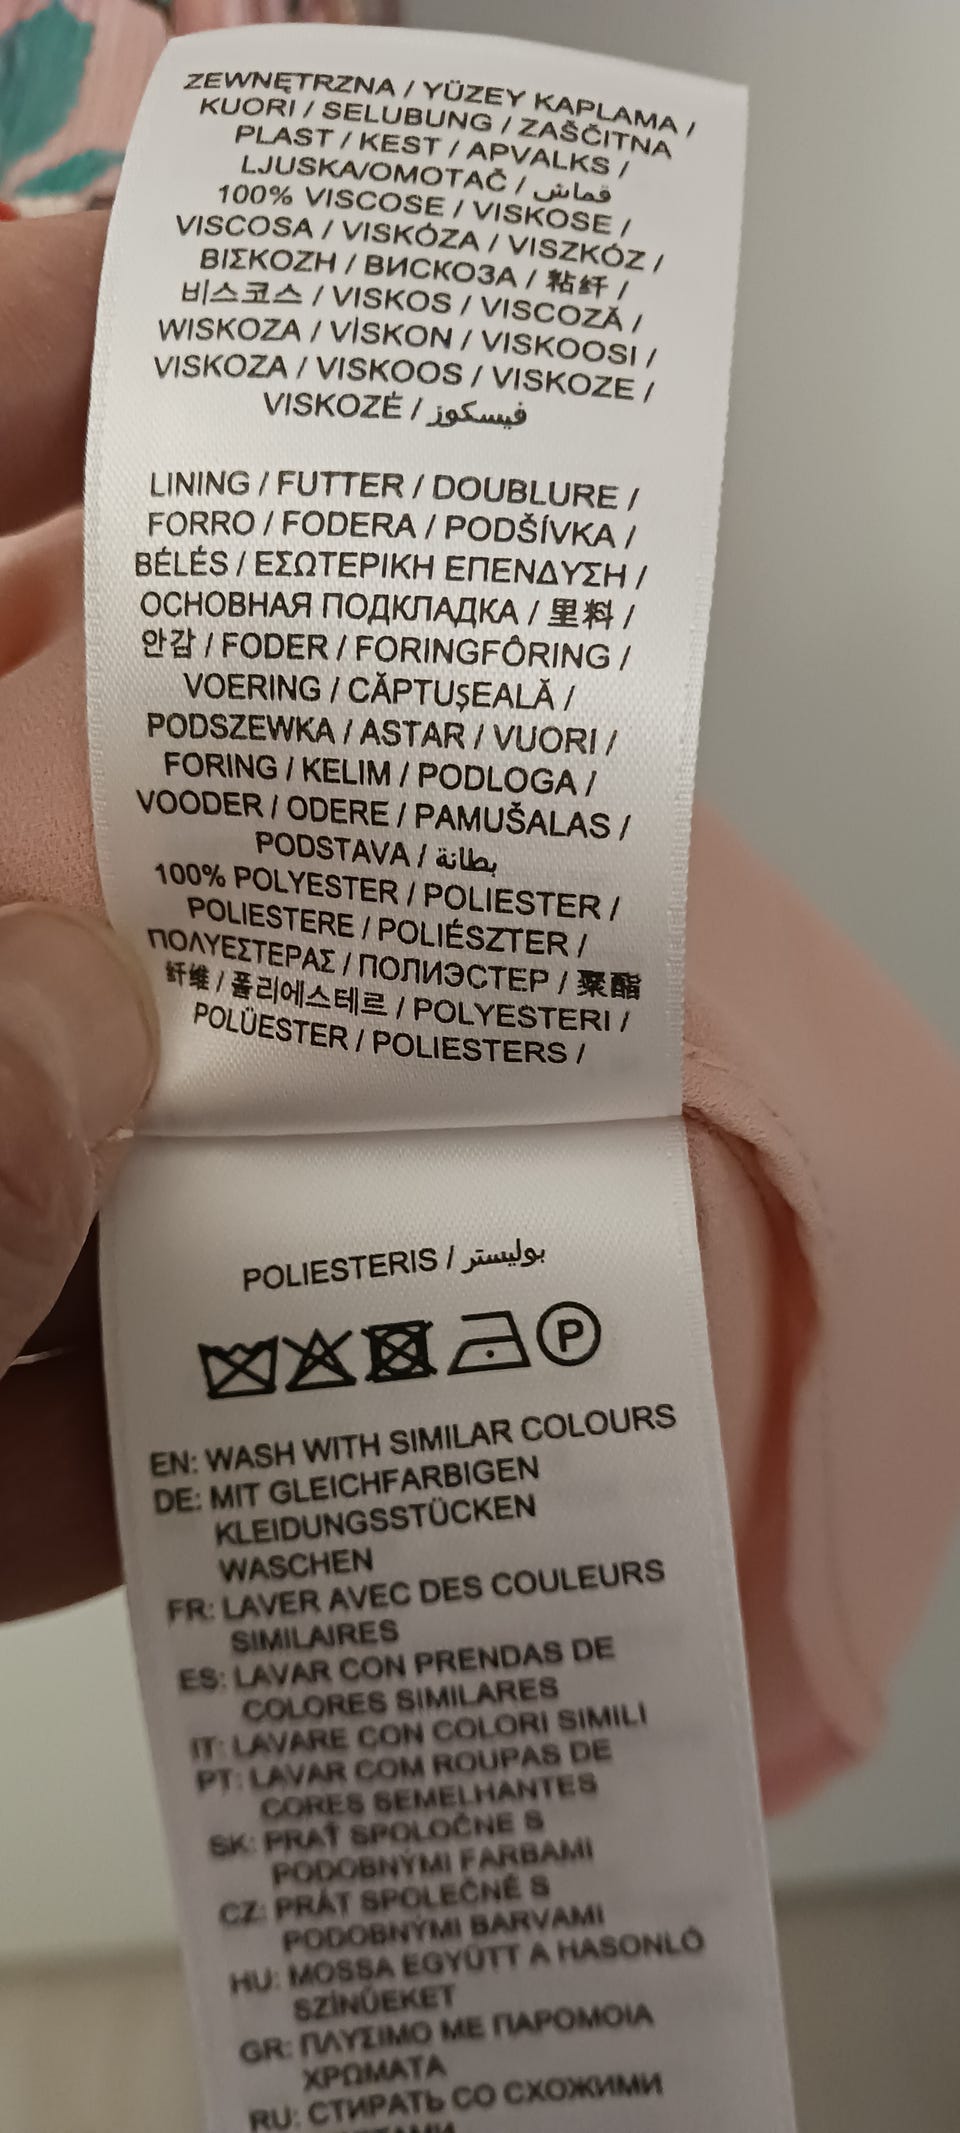 ZEWNĘTRZNA / YÜZEY KAPLAMA /
KUORI / SELUBUNG / ZAŠČITNA
PLAST / KEST / APVALKS /
LJUSKA/OMOTAČ / قماش
100% VISCOSE / VISKOSE /
VISCOSA / VISKÓZA / VISZKÓZ /
ΒΙΣΚΟΖΗ / ВИСКОЗА / 粘纤 /
비스코스 / VISKOS / VISCOZĂ /
WISKOZA / VİSKON / VISKOOSI /
VISKOZA / VISKOOS / VISKOZE /
VISKOZÉ / فيسكوز
LINING / FUTTER / DOUBLURE /
FORRO / FODERA / PODŠÍVKA /
BÉLÉS / ΕΣΩΤΕΡΙΚΗ ΕΠΕΝΔΥΣΗ /
ОСНОВНАЯ ПОДКЛАДКА / 里料 /
안감 / FODER / FORINGFÔRING /
VOERING / CĂPTUȘEALĂ /
PODSZEWKA / ASTAR / VUORI /
FORING / KELIM / PODLOGA /
VOODER / ODERE / PAMUŠALAS /
PODSTAVA / بطانة
100% POLYESTER / POLIESTER /
POLIESTERE / POLIÉSZTER /
ΠΟΛΥΕΣΤΕΡΑΣ / ПОЛИЭСТЕР / 聚酯
纤维 / 폴리에스테르 / POLYESTERI /
POLÜESTER / POLIESTERS /
POLIESTERIS / بوليستر
P
EN: WASH WITH SIMILAR COLOURS
DE: MIT GLEICHFARBIGEN
KLEIDUNGSSTÜCKEN
WASCHEN
FR: LAVER AVEC DES COULEURS
SIMILAIRES
ES: LAVAR CON PRENDAS DE
COLORES SIMILARES
IT: LAVARE CON COLORI SIMILI
PT: LAVAR COM ROUPAS DE
CORES SEMELHANTES
SK: PRAŤ SPOLOČNE S
PODOBNÝMI FARBAMI
CZ: PRÁT SPOLEČNĚ S
PODOBNÝMI BARVAMI
HU: MOSSA EGYÜTT A HASONLÓ
SZÍNŰEKET
GR: ΠΛΥΣΙΜΟ ΜΕ ΠΑΡΟΜΟΙΑ
ΧΡΩΜΑΤΑ
RU: СТИРАТЬ СО СХОЖИМИ